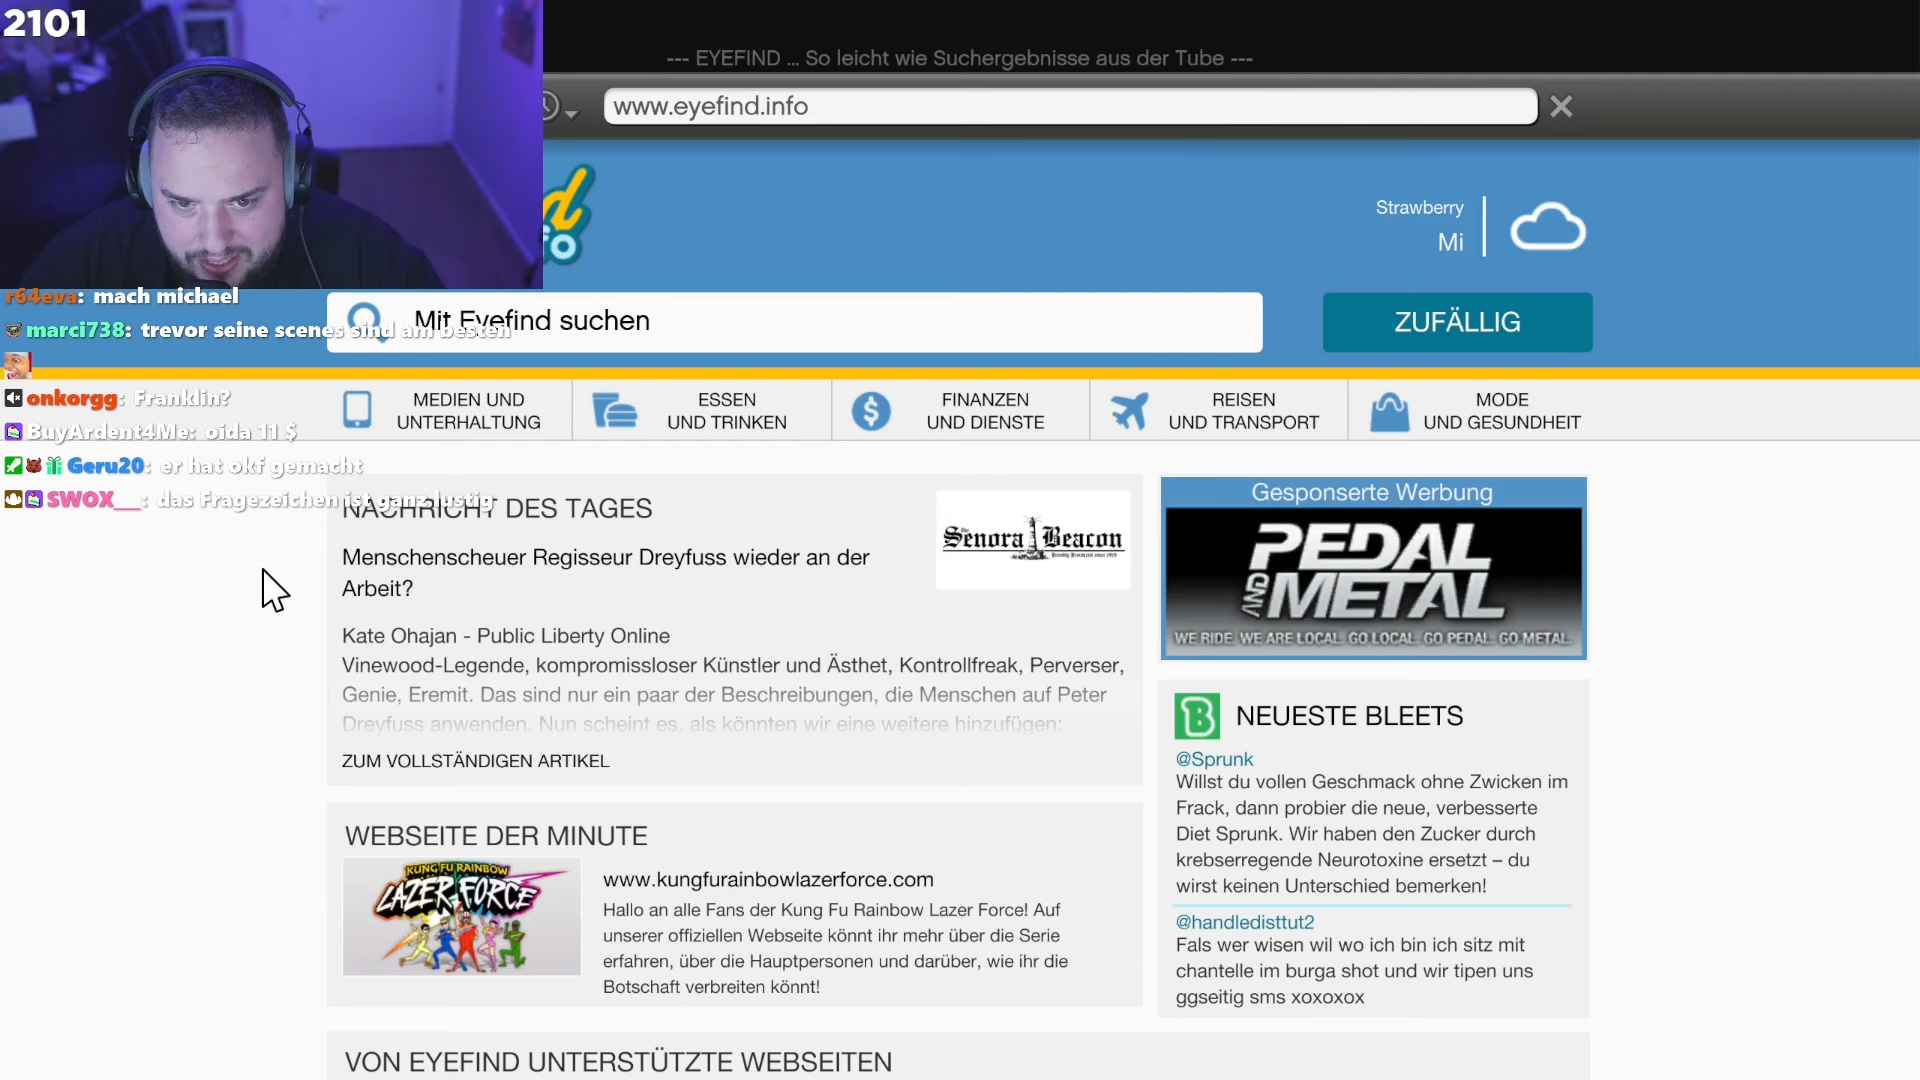 2101
--- EYEFIND ... So leicht wie Suchergebnisse aus der Tube ---
www.eyefind.info
Strawberry
Mi
r64eva: mach michael
marci738: trevor seine scenes sind am besten
onkorgg: Franklin?
BuyArdent4Me: oida 11 $
Geru20: er hat okf gemacht
SWOX__: das Fragezeichen ist ganz lustig
Mit Eyefind suchen
ZUFÄLLIG
MEDIEN UND
UNTERHALTUNG
ESSEN
UND TRINKEN
FINANZEN
UND DIENSTE
REISEN
UND TRANSPORT
MODE
UND GESUNDHEIT
NACHRICHT DES TAGES
The Senora Beacon
Menschenscheuer Regisseur Dreyfuss wieder an der
Arbeit?
Kate Ohajan - Public Liberty Online
Vinewood-Legende, kompromissloser Künstler und Ästhet, Kontrollfreak, Perverser,
Genie, Eremit. Das sind nur ein paar der Beschreibungen, die Menschen auf Peter
Dreyfuss anwenden. Nun scheint es, als könnten wir eine weitere hinzufügen:
ZUM VOLLSTÄNDIGEN ARTIKEL
WEBSEITE DER MINUTE
KUNG FU RAINBOW
LAZER FORCE
www.kungfurainbowlazerforce.com
Hallo an alle Fans der Kung Fu Rainbow Lazer Force! Auf
unserer offiziellen Webseite könnt ihr mehr über die Serie
erfahren, über die Hauptpersonen und darüber, wie ihr die
Botschaft verbreiten könnt!
VON EYEFIND UNTERSTÜTZTE WEBSEITEN
Gesponserte Werbung
PEDAL
AND METAL
WE RIDE. WE ARE LOCAL. GO LOCAL. GO PEDAL. GO METAL.
NEUESTE BLEETS
@Sprunk
Willst du vollen Geschmack ohne Zwicken im
Frack, dann probier die neue, verbesserte
Diet Sprunk. Wir haben den Zucker durch
krebserregende Neurotoxine ersetzt – du
wirst keinen Unterschied bemerken!
@handledisttut2
Fals wer wisen wil wo ich bin ich sitz mit
chantelle im burga shot und wir tipen uns
ggseitig sms xoxoxox